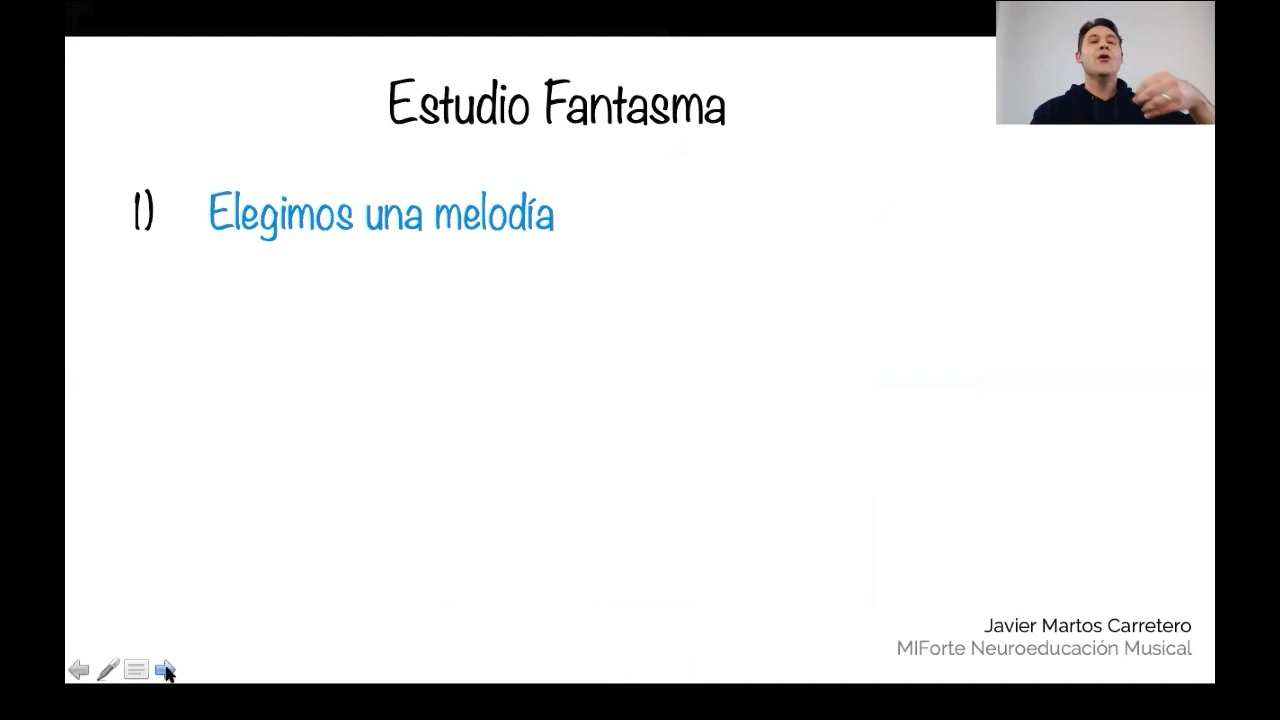 Estudio Fantasma
1) Elegimos una melodía
Javier Martos Carretero
MIForte Neuroeducación Musical